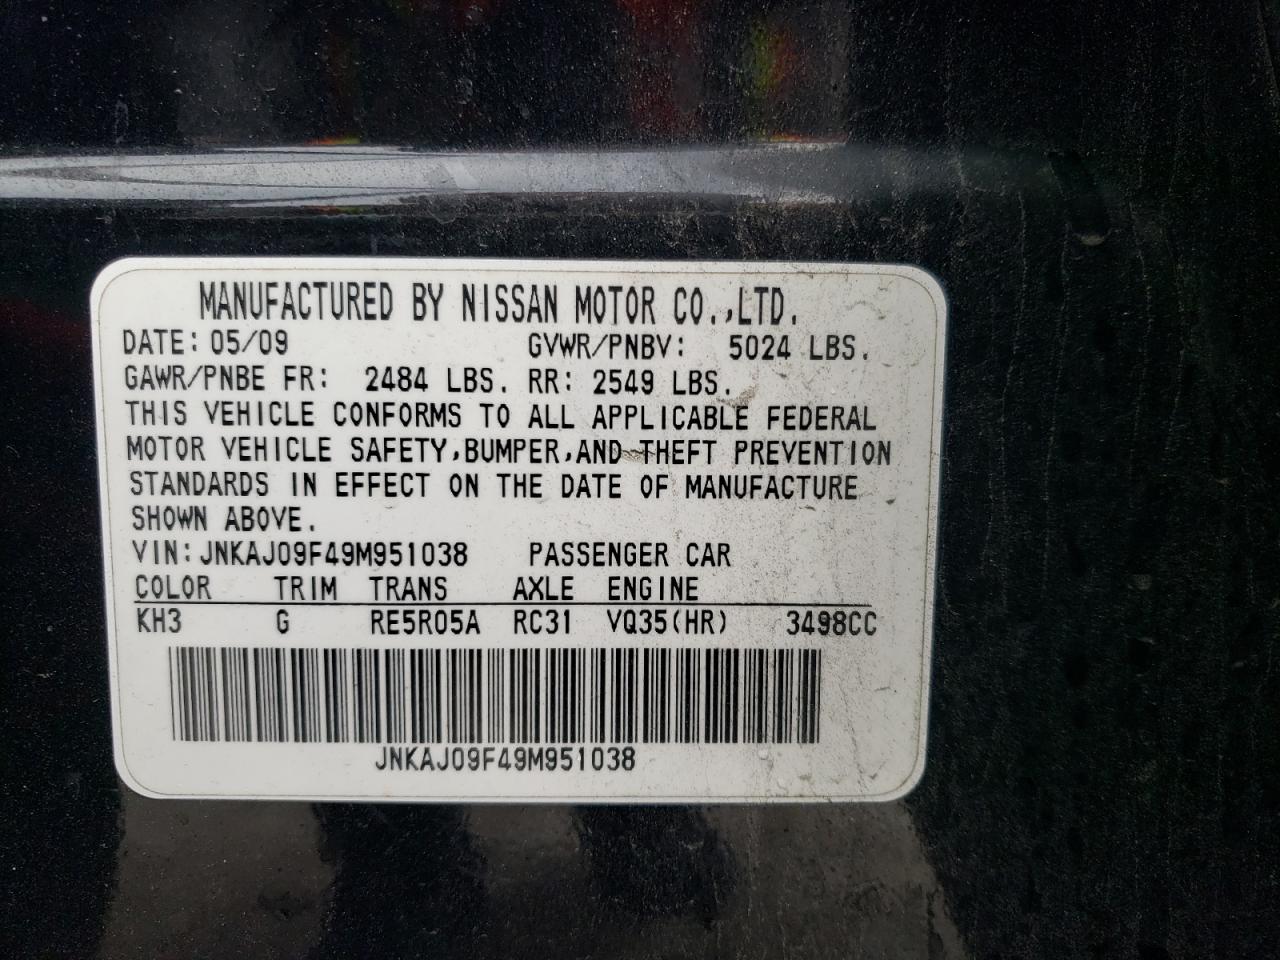 MANUFACTURED BY NISSAN MOTOR CO.,LTD.
DATE: 05/09 GVWR/PNBV: 5024 LBS.
GAWR/PNBE FR: 2484 LBS. RR: 2549 LBS.
THIS VEHICLE CONFORMS TO ALL APPLICABLE FEDERAL
MOTOR VEHICLE SAFETY,BUMPER,AND THEFT PREVENTION
STANDARDS IN EFFECT ON THE DATE OF MANUFACTURE
SHOWN ABOVE.
VIN:JNKAJ09F49M951038 PASSENGER CAR
COLOR TRIM TRANS AXLE ENGINE
KH3 G RE5R05A RC31 VQ35(HR) 3498CC
JNKAJ09F49M951038